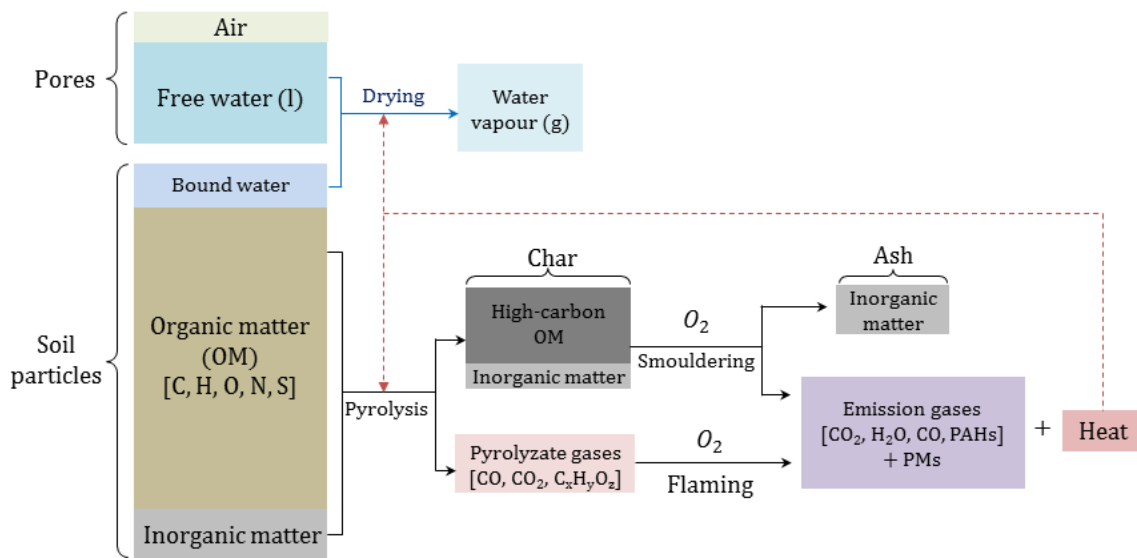 Pores
Air
Free water (l)
Drying
Water
vapour (g)
Soil
particles
Bound water
Organic matter
(OM)
[C, H, O, N, S]
Inorganic matter
Pyrolysis
Char
High-carbon
OM
Inorganic matter
O₂
Smouldering
Ash
Inorganic
matter
Pyrolyzate gases
[CO, CO₂, CₓHᵧO_z]
O₂
Flaming
Emission gases
[CO₂, H₂O, CO, PAHs]
+ PMs
+
Heat